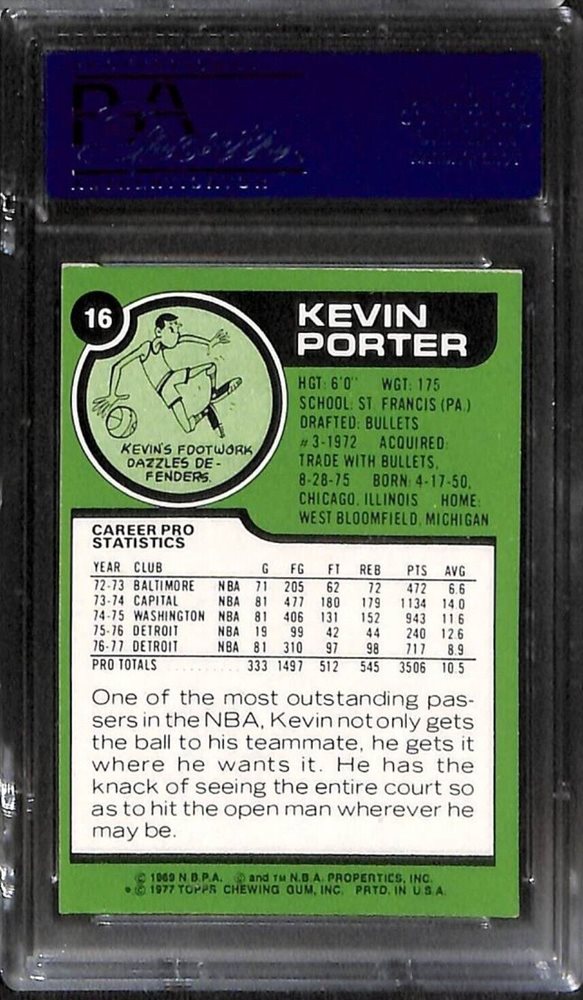 PSA
16
KEVIN
PORTER
KEVIN'S FOOTWORK
DAZZLES DE-
FENDERS.
HGT: 6'0" WGT: 175
SCHOOL: ST. FRANCIS (PA.)
DRAFTED: BULLETS
#3-1972 ACQUIRED:
TRADE WITH BULLETS,
8-28-75 BORN: 4-17-50,
CHICAGO, ILLINOIS HOME:
WEST BLOOMFIELD, MICHIGAN
CAREER PRO
STATISTICS
YEAR CLUB G FG FT REB PTS AVG
72-73 BALTIMORE NBA 71 205 62 72 472 6.6
73-74 CAPITAL NBA 81 477 180 179 1134 14.0
74-75 WASHINGTON NBA 81 406 131 152 943 11.6
75-76 DETROIT NBA 19 99 42 44 240 12.6
76-77 DETROIT NBA 81 310 97 98 717 8.9
PRO TOTALS 333 1497 512 545 3506 10.5
One of the most outstanding pas-
sers in the NBA, Kevin not only gets
the ball to his teammate, he gets it
where he wants it. He has the
knack of seeing the entire court so
as to hit the open man wherever he
may be.
© 1969 N.B.P.A. © and TM N.B.A. PROPERTIES, INC.
* © 1977 TOPPS CHEWING GUM, INC. PRTD. IN U.S.A.